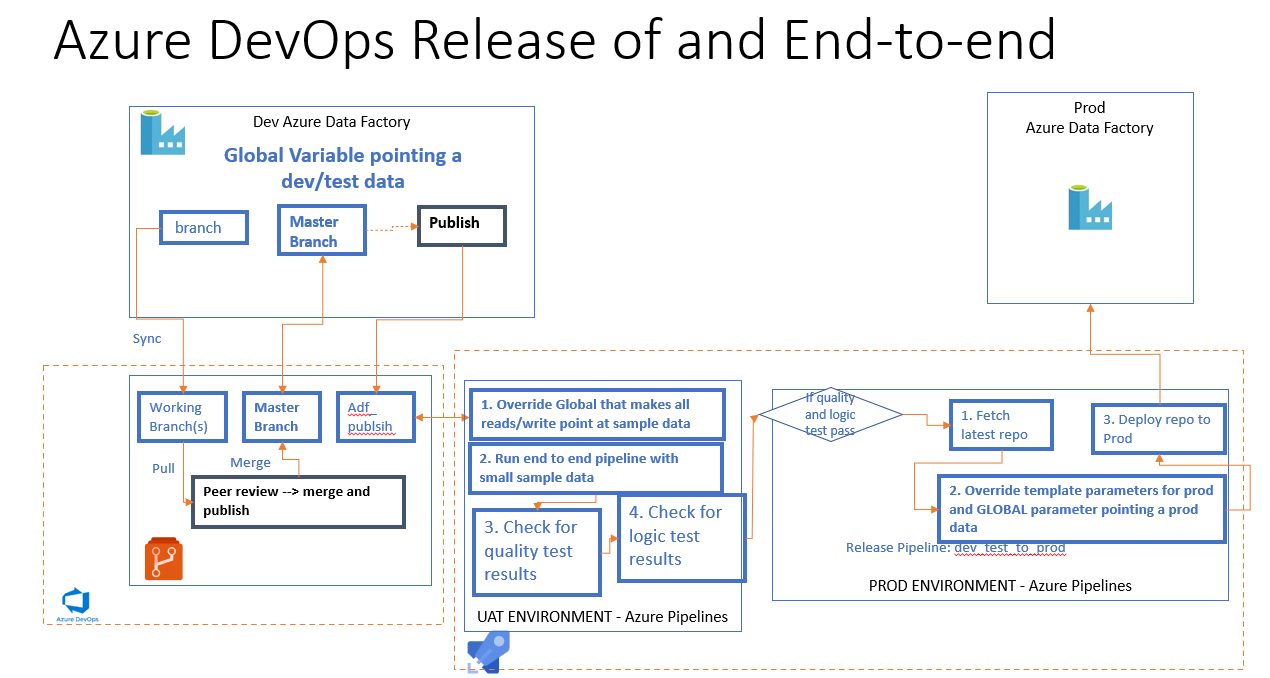 Azure DevOps Release of and End-to-end
Dev Azure Data Factory
Global Variable pointing a
dev/test data
branch
Master
Branch
Publish
Prod
Azure Data Factory
Sync
Working
Branch(s)
Master
Branch
Adf_
publsih
Pull
Merge
Peer review --> merge and
publish
Azure DevOps
1. Override Global that makes all
reads/write point at sample data
2. Run end to end pipeline with
small sample data
3. Check for
quality test
results
4. Check for
logic test
results
UAT ENVIRONMENT - Azure Pipelines
If quality
and logic
test pass
1. Fetch
latest repo
3. Deploy repo to
Prod
2. Override template parameters for prod
and GLOBAL parameter pointing a prod
data
Release Pipeline: dev_test_to_prod
PROD ENVIRONMENT - Azure Pipelines